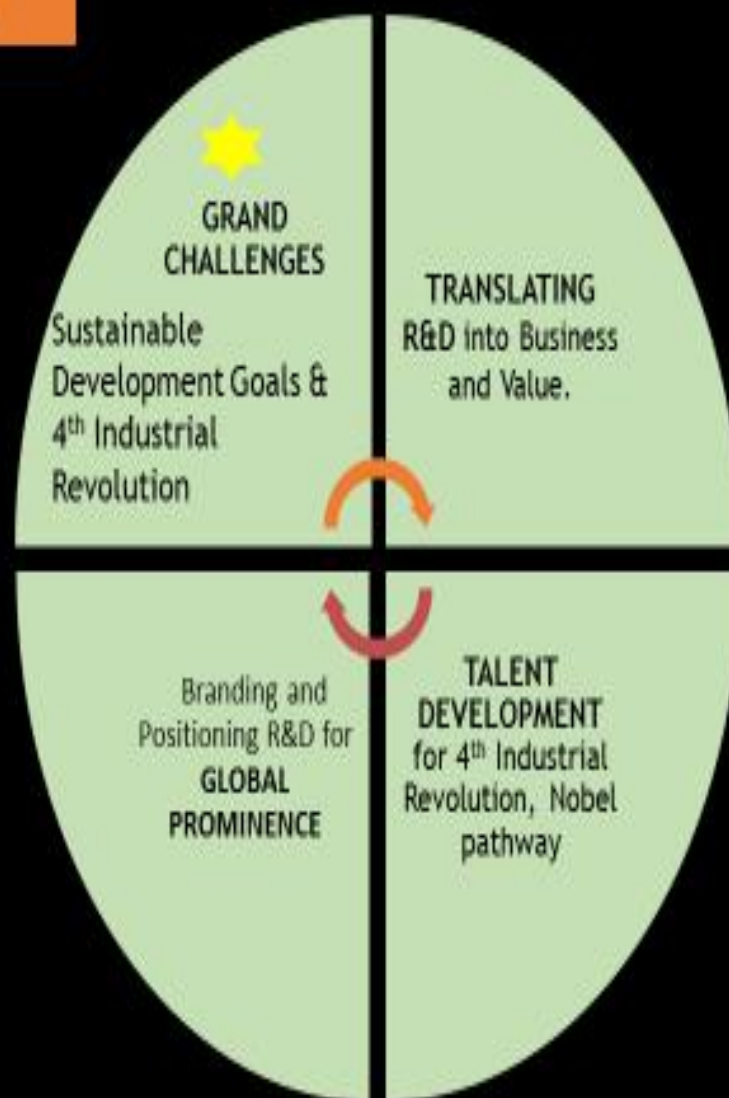 GRAND
CHALLENGES
Sustainable
Development Goals &
4th Industrial
Revolution
TRANSLATING
R&D into Business
and Value.
Branding and
Positioning R&D for
GLOBAL
PROMINENCE
TALENT
DEVELOPMENT
for 4th Industrial
Revolution, Nobel
pathway